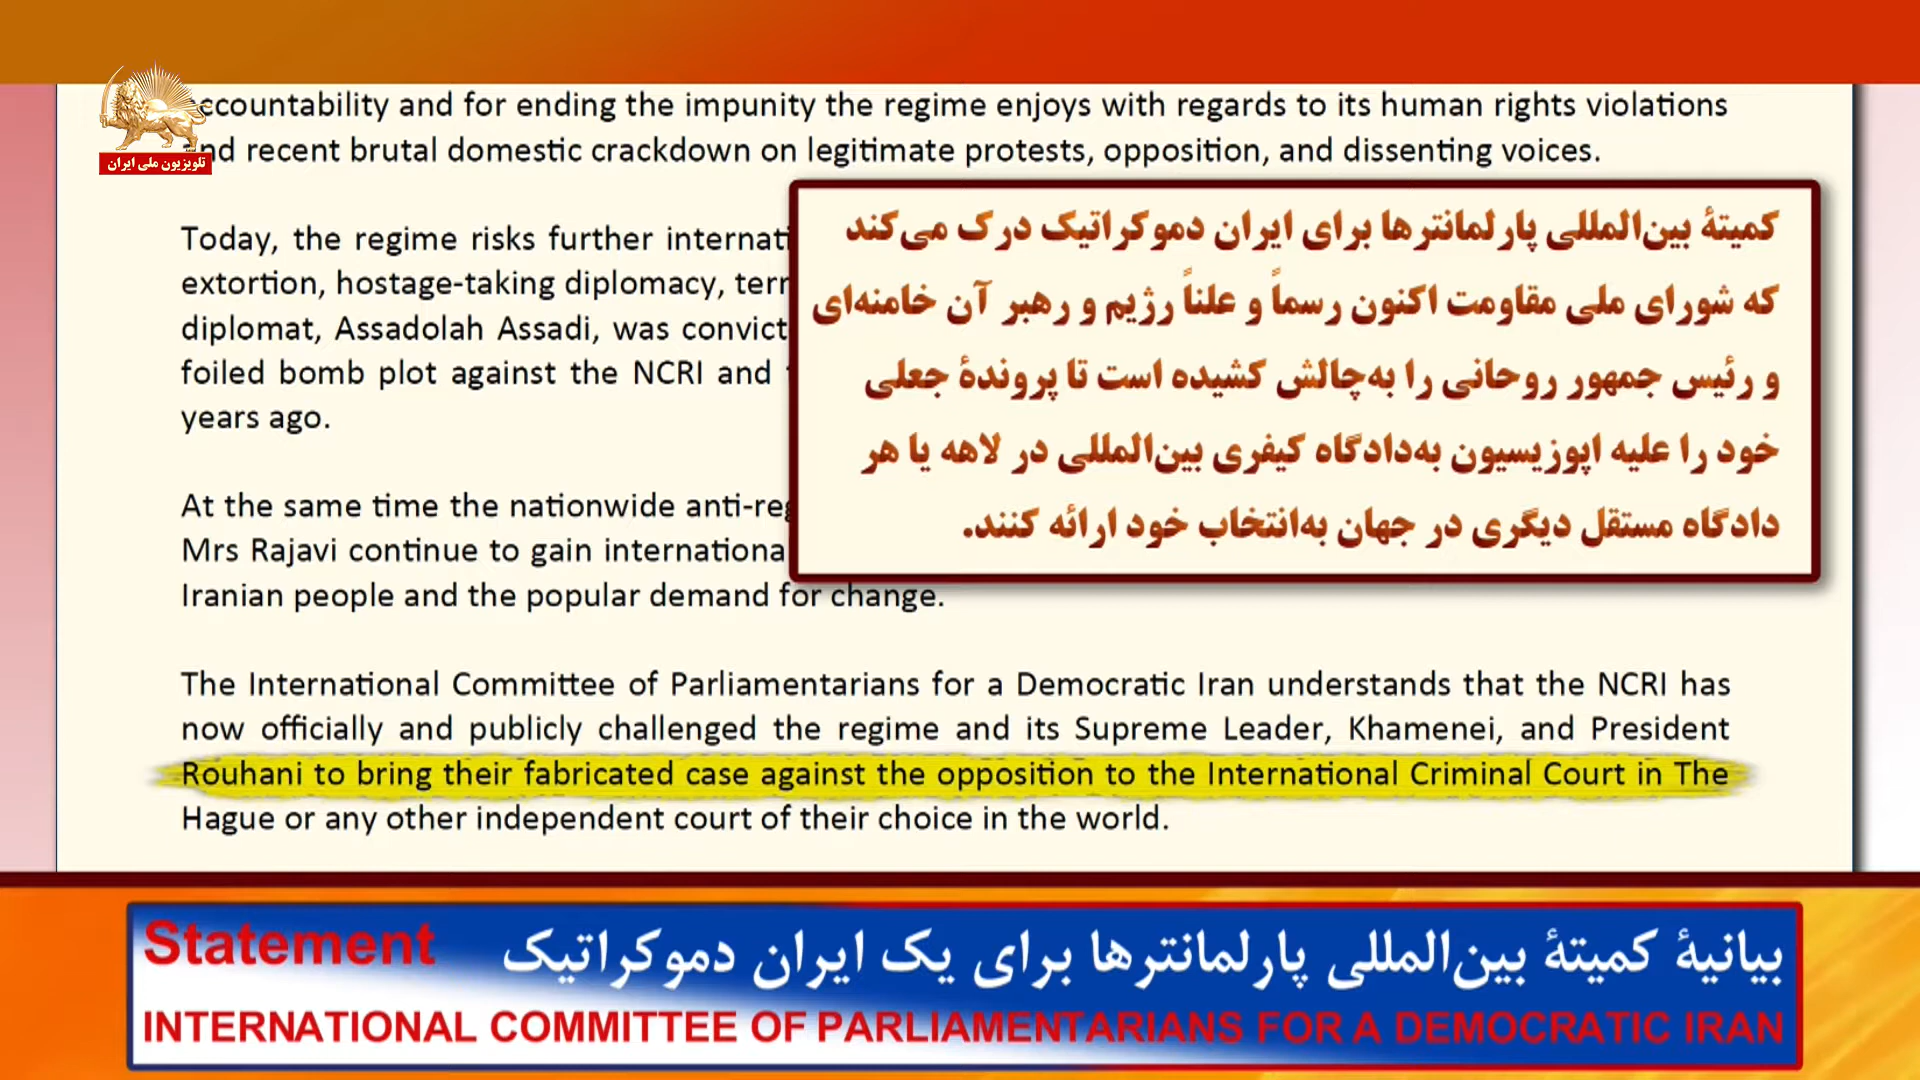 accountability and for ending the impunity the regime enjoys with regards to its human rights violations
and recent brutal domestic crackdown on legitimate protests, opposition, and dissenting voices.
تلویزیون ملی ایران
Today, the regime risks further internati
extortion, hostage-taking diplomacy, terr
diplomat, Assadolah Assadi, was convict
foiled bomb plot against the NCRI and
years ago.
At the same time the nationwide anti-reg
Mrs Rajavi continue to gain internationa
Iranian people and the popular demand for change.
کمیتهٔ بین‌المللی پارلمانترها برای ایران دموکراتیک درک می‌کند
که شورای ملی مقاومت اکنون رسماً و علناً رژیم و رهبر آن خامنه‌ای
و رئیس جمهور روحانی را به‌چالش کشیده است تا پروندهٔ جعلی
خود را علیه اپوزیسیون به‌دادگاه کیفری بین‌المللی در لاهه یا هر
دادگاه مستقل دیگری در جهان به‌انتخاب خود ارائه کنند.
The International Committee of Parliamentarians for a Democratic Iran understands that the NCRI has
now officially and publicly challenged the regime and its Supreme Leader, Khamenei, and President
Rouhani to bring their fabricated case against the opposition to the International Criminal Court in The
Hague or any other independent court of their choice in the world.
Statement
بیانیهٔ کمیتهٔ بین‌المللی پارلمانترها برای یک ایران دموکراتیک
INTERNATIONAL COMMITTEE OF PARLIAMENTARIANS FOR A DEMOCRATIC IRAN